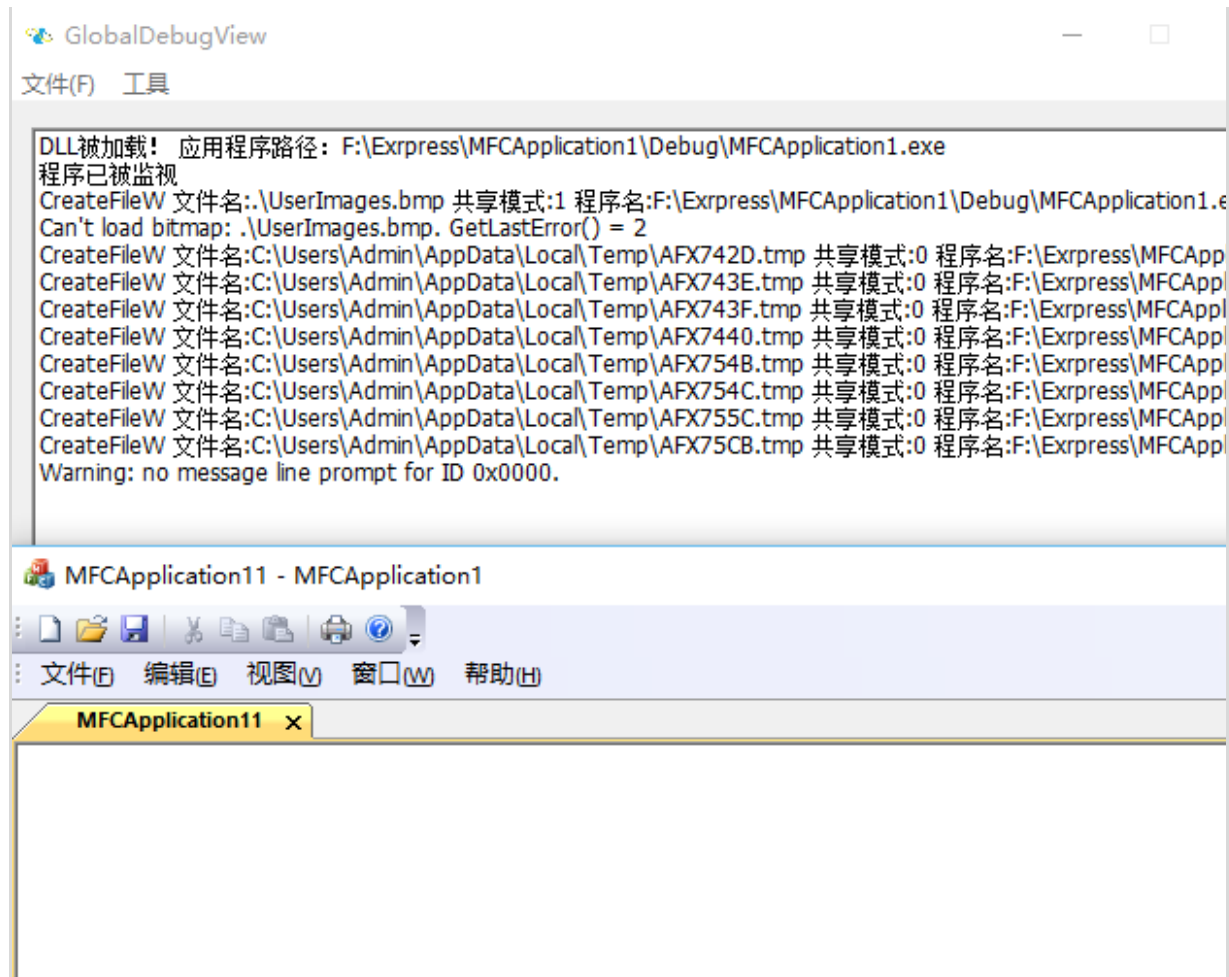 GlobalDebugView
文件(F) 工具
DLL被加载! 应用程序路径: F:\Exrpress\MFCApplication1\Debug\MFCApplication1.exe
程序已被监视
CreateFileW 文件名:.\UserImages.bmp 共享模式:1 程序名:F:\Exrpress\MFCApplication1\Debug\MFCApplication1.e
Can't load bitmap: .\UserImages.bmp. GetLastError() = 2
CreateFileW 文件名:C:\Users\Admin\AppData\Local\Temp\AFX742D.tmp 共享模式:0 程序名:F:\Exrpress\MFCApp
CreateFileW 文件名:C:\Users\Admin\AppData\Local\Temp\AFX743E.tmp 共享模式:0 程序名:F:\Exrpress\MFCAppl
CreateFileW 文件名:C:\Users\Admin\AppData\Local\Temp\AFX743F.tmp 共享模式:0 程序名:F:\Exrpress\MFCAppl
CreateFileW 文件名:C:\Users\Admin\AppData\Local\Temp\AFX7440.tmp 共享模式:0 程序名:F:\Exrpress\MFCAppl
CreateFileW 文件名:C:\Users\Admin\AppData\Local\Temp\AFX754B.tmp 共享模式:0 程序名:F:\Exrpress\MFCAppl
CreateFileW 文件名:C:\Users\Admin\AppData\Local\Temp\AFX754C.tmp 共享模式:0 程序名:F:\Exrpress\MFCAppl
CreateFileW 文件名:C:\Users\Admin\AppData\Local\Temp\AFX755C.tmp 共享模式:0 程序名:F:\Exrpress\MFCAppl
CreateFileW 文件名:C:\Users\Admin\AppData\Local\Temp\AFX75CB.tmp 共享模式:0 程序名:F:\Exrpress\MFCAppl
Warning: no message line prompt for ID 0x0000.
MFCApplication11 - MFCApplication1
文件(F) 编辑(E) 视图(V) 窗口(W) 帮助(H)
MFCApplication11